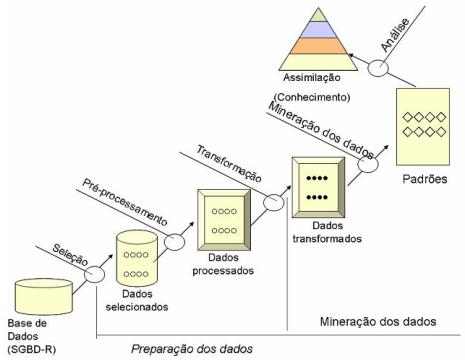 Análise
Assimilação
(Conhecimento)
Mineração dos dados
Padrões
Transformação
Dados
transformados
Pré-processamento
Dados
processados
Seleção
Dados
selecionados
Base de
Dados
(SGBD-R)
Preparação dos dados
Mineração dos dados